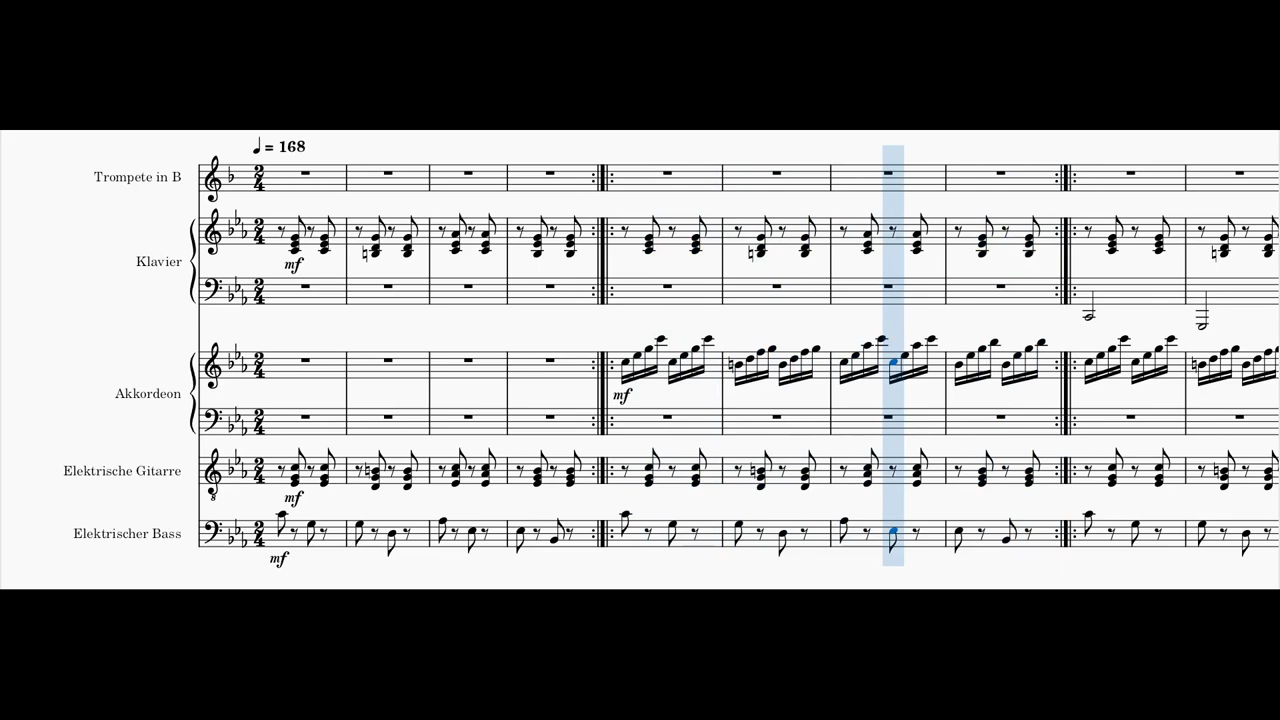 ♩ = 168
Trompete in B
Klavier
mf
Akkordeon
mf
Elektrische Gitarre
mf
Elektrischer Bass
mf